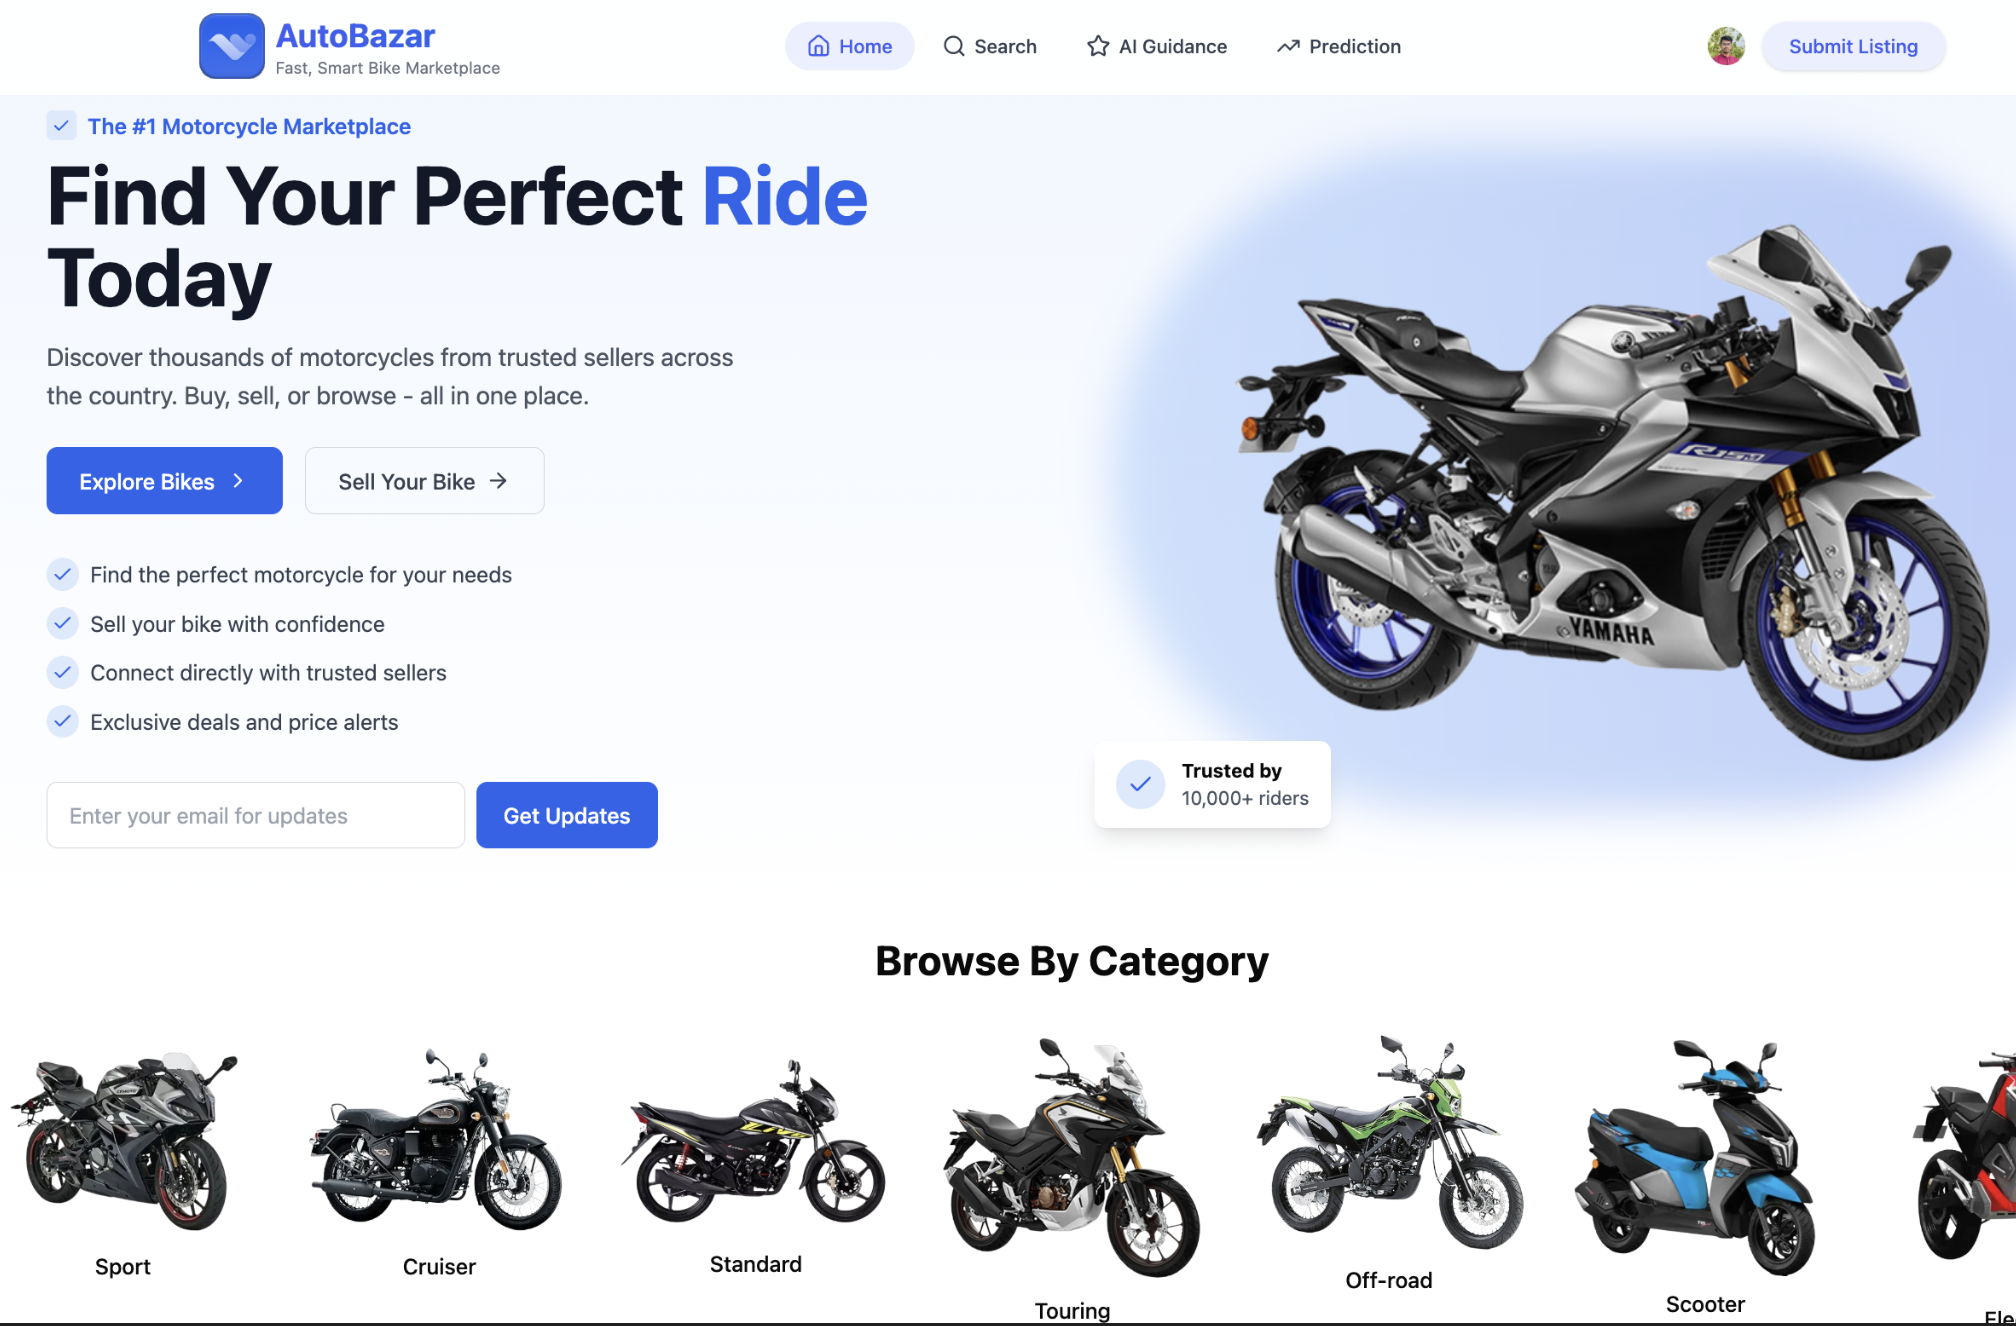 AutoBazar
Fast, Smart Bike Marketplace
Home
Search
AI Guidance
Prediction
Submit Listing
The #1 Motorcycle Marketplace
Find Your Perfect Ride
Today
Discover thousands of motorcycles from trusted sellers across
the country. Buy, sell, or browse - all in one place.
Explore Bikes
Sell Your Bike
Find the perfect motorcycle for your needs
Sell your bike with confidence
Connect directly with trusted sellers
Exclusive deals and price alerts
Enter your email for updates
Get Updates
R15M
YAMAHA
Trusted by
10,000+ riders
Browse By Category
LIVO
Sport
Cruiser
Standard
Touring
Off-road
Scooter
Ele